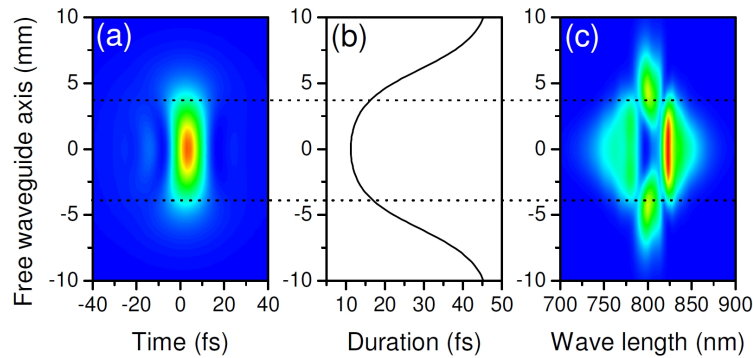 (a)
(b)
(c)
Free waveguide axis (mm)
10
5
0
-5
-10
-40 -20 0 20 40
Time (fs)
10
5
0
-5
-10
10 20 30 40 50
Duration (fs)
10
5
0
-5
-10
700 750 800 850 900
Wave length (nm)